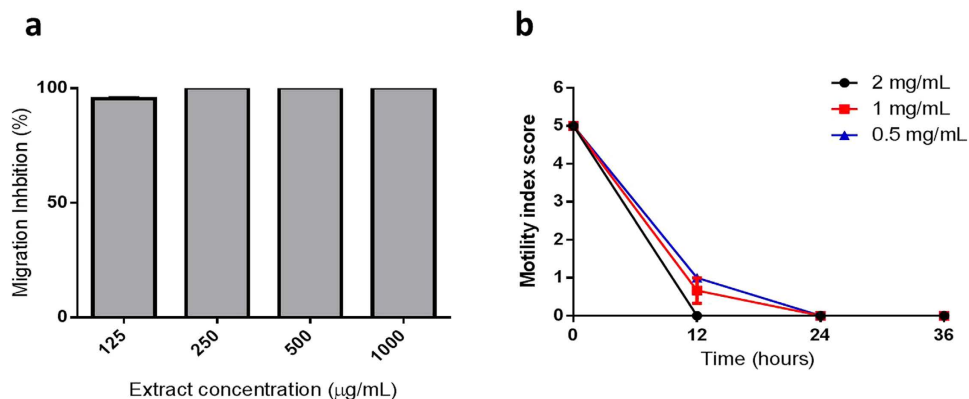 a
Migration Inhbition (%)
100
50
0
125
250
500
1000
Extract concentration (µg/mL)
b
Motility index score
6
5
4
3
2
1
0
0
12
24
36
Time (hours)
2 mg/mL
1 mg/mL
0.5 mg/mL